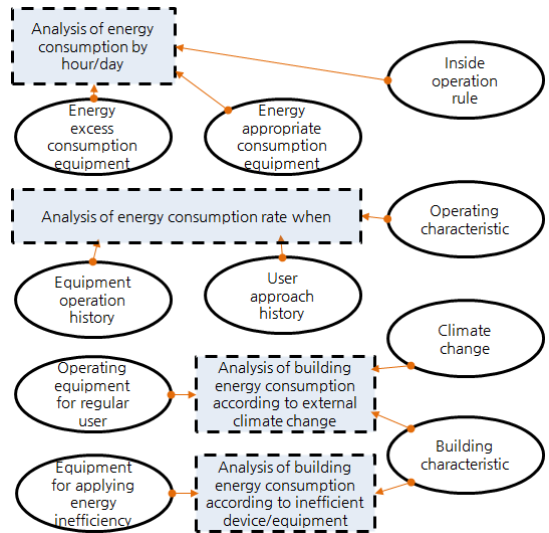 Analysis of energy
consumption by
hour/day
Inside
operation
rule
Energy
excess
consumption
equipment
Energy
appropriate
consumption
equipment
Analysis of energy consumption rate when
Operating
characteristic
Equipment
operation
history
User
approach
history
Climate
change
Operating
equipment
for regular
user
Analysis of building
energy consumption
according to external
climate change
Building
characteristic
Equipment
for applying
energy
inefficiency
Analysis of building
energy consumption
according to inefficient
device/equipment